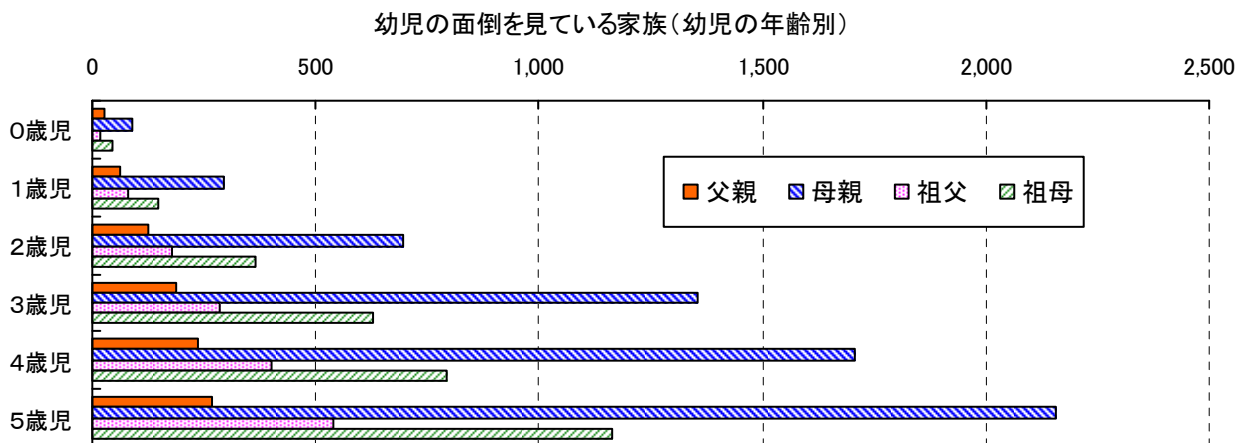 幼児の面倒を見ている家族（幼児の年齢別）
0 500 1,000 1,500 2,000 2,500
0歳児
1歳児
父親 母親 祖父 祖母
2歳児
3歳児
4歳児
5歳児